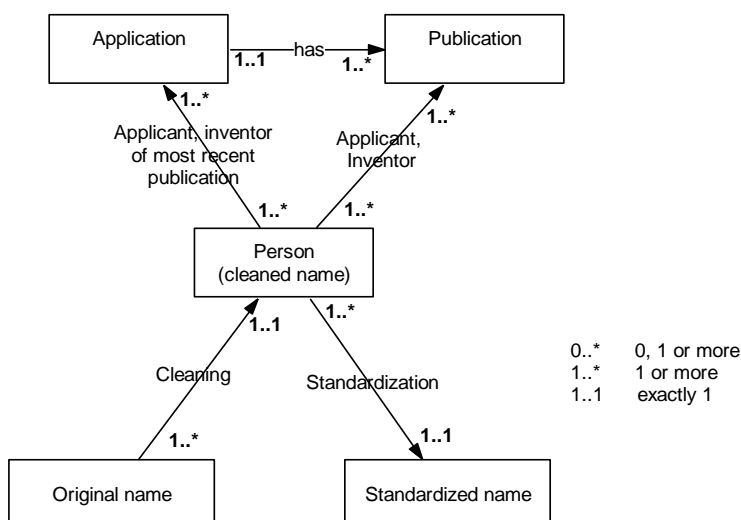 Application
Publication
has
1..1
1..*
1..*
1..*
Applicant, inventor
of most recent
publication
Applicant,
Inventor
1..*
1..*
Person
(cleaned name)
1..1
1..*
0..* 0, 1 or more
1..* 1 or more
1..1 exactly 1
Cleaning
Standardization
1..*
1..1
Original name
Standardized name